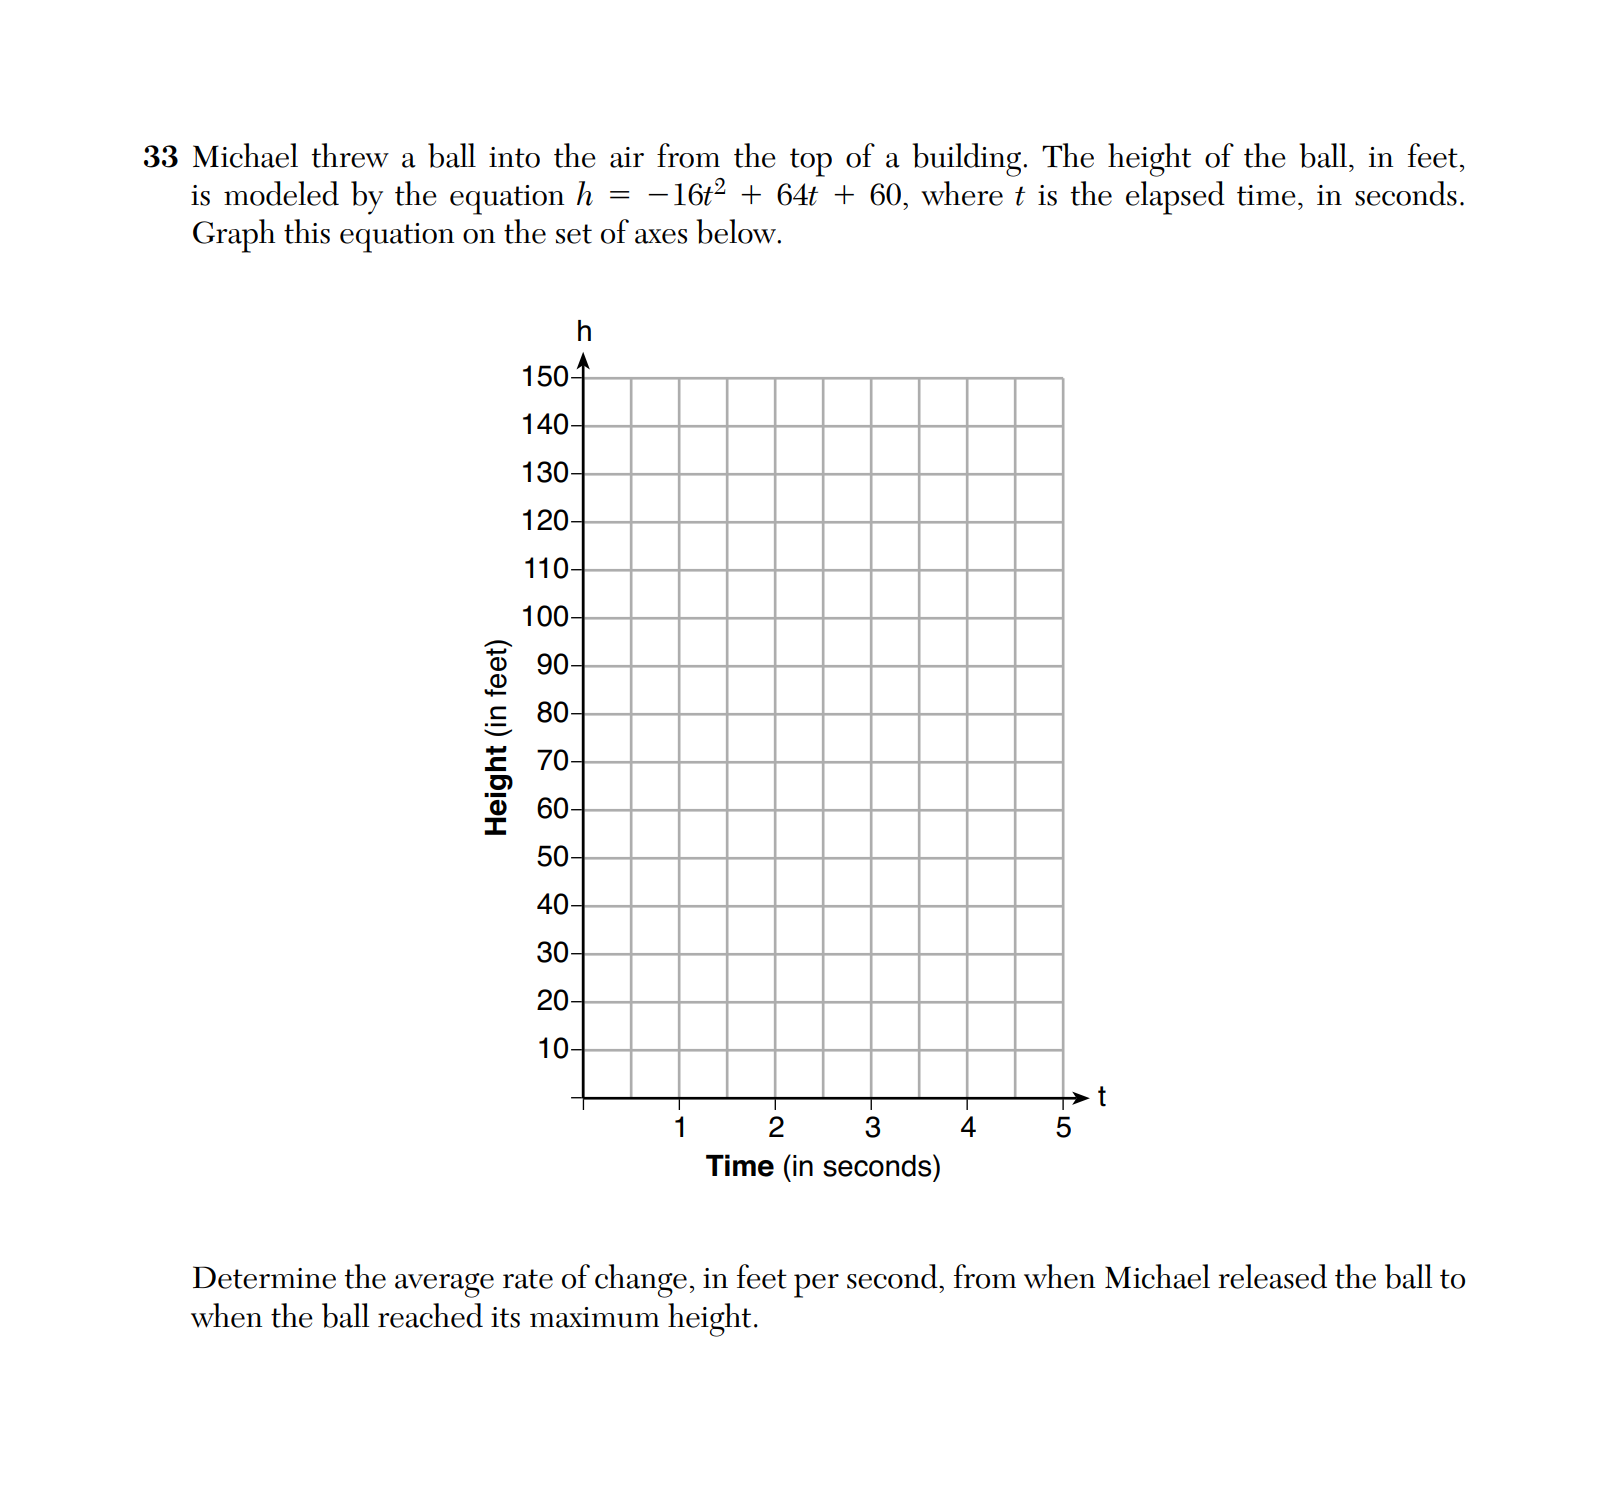 33 Michael threw a ball into the air from the top of a building. The height of the ball, in feet,
is modeled by the equation h = −16t² + 64t + 60, where t is the elapsed time, in seconds.
Graph this equation on the set of axes below.
h
150
140
130
120
110
100
90
80
70
60
50
40
30
20
10
Height (in feet)
t
1 2 3 4 5
Time (in seconds)
Determine the average rate of change, in feet per second, from when Michael released the ball to
when the ball reached its maximum height.